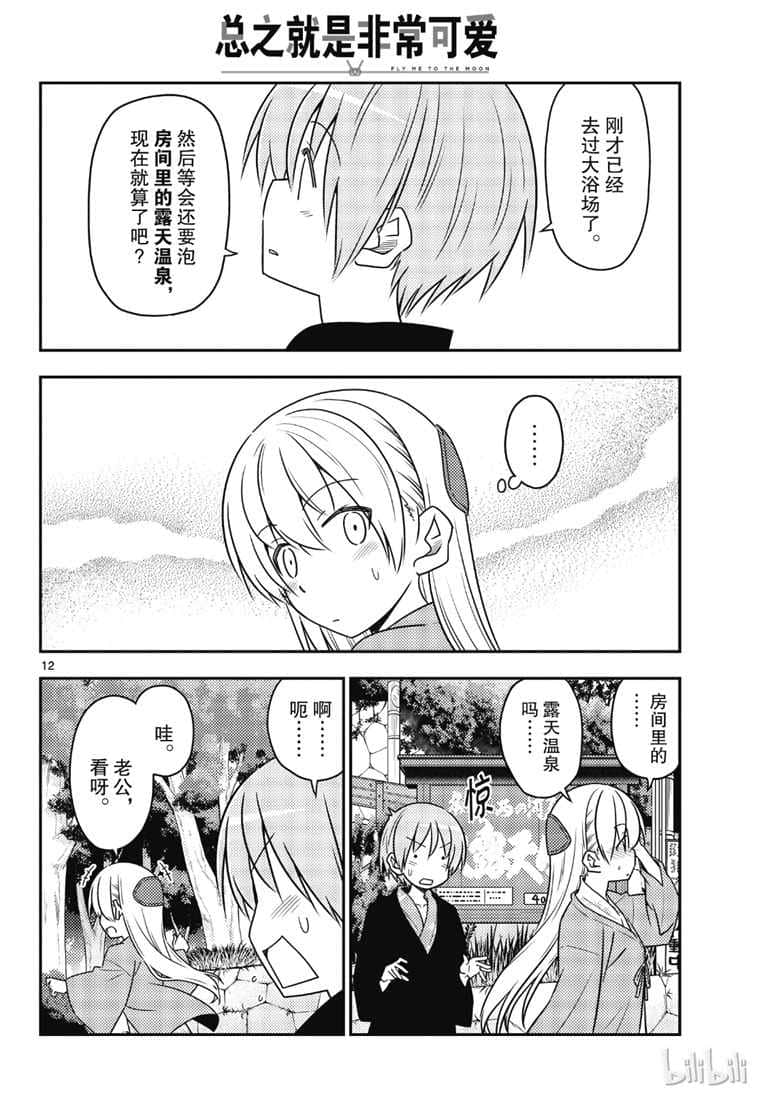 总之就是非常可爱
FLY ME TO THE MOON
刚才已经
去过大浴场了。
然后等会还要泡
房间里的露天温泉，
现在就算了吧？
……
12
房间里的
……
露天温泉
吗……
惊
40
啊……
呃……
哇。
老公，
看呀。
bilibili